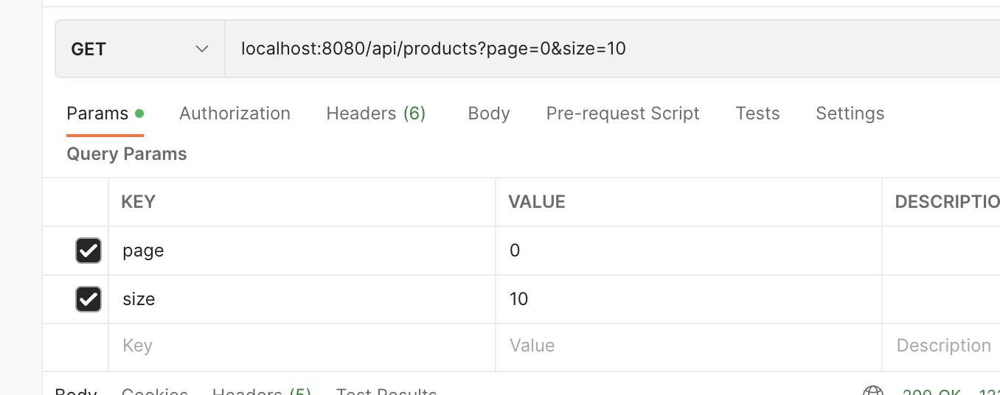 GET localhost:8080/api/products?page=0&size=10
Params Authorization Headers (6) Body Pre-request Script Tests Settings
Query Params
KEY VALUE DESCRIPTIO
page 0
size 10
Key Value Description
Body Cookies Headers (5) Test Results 200 OK